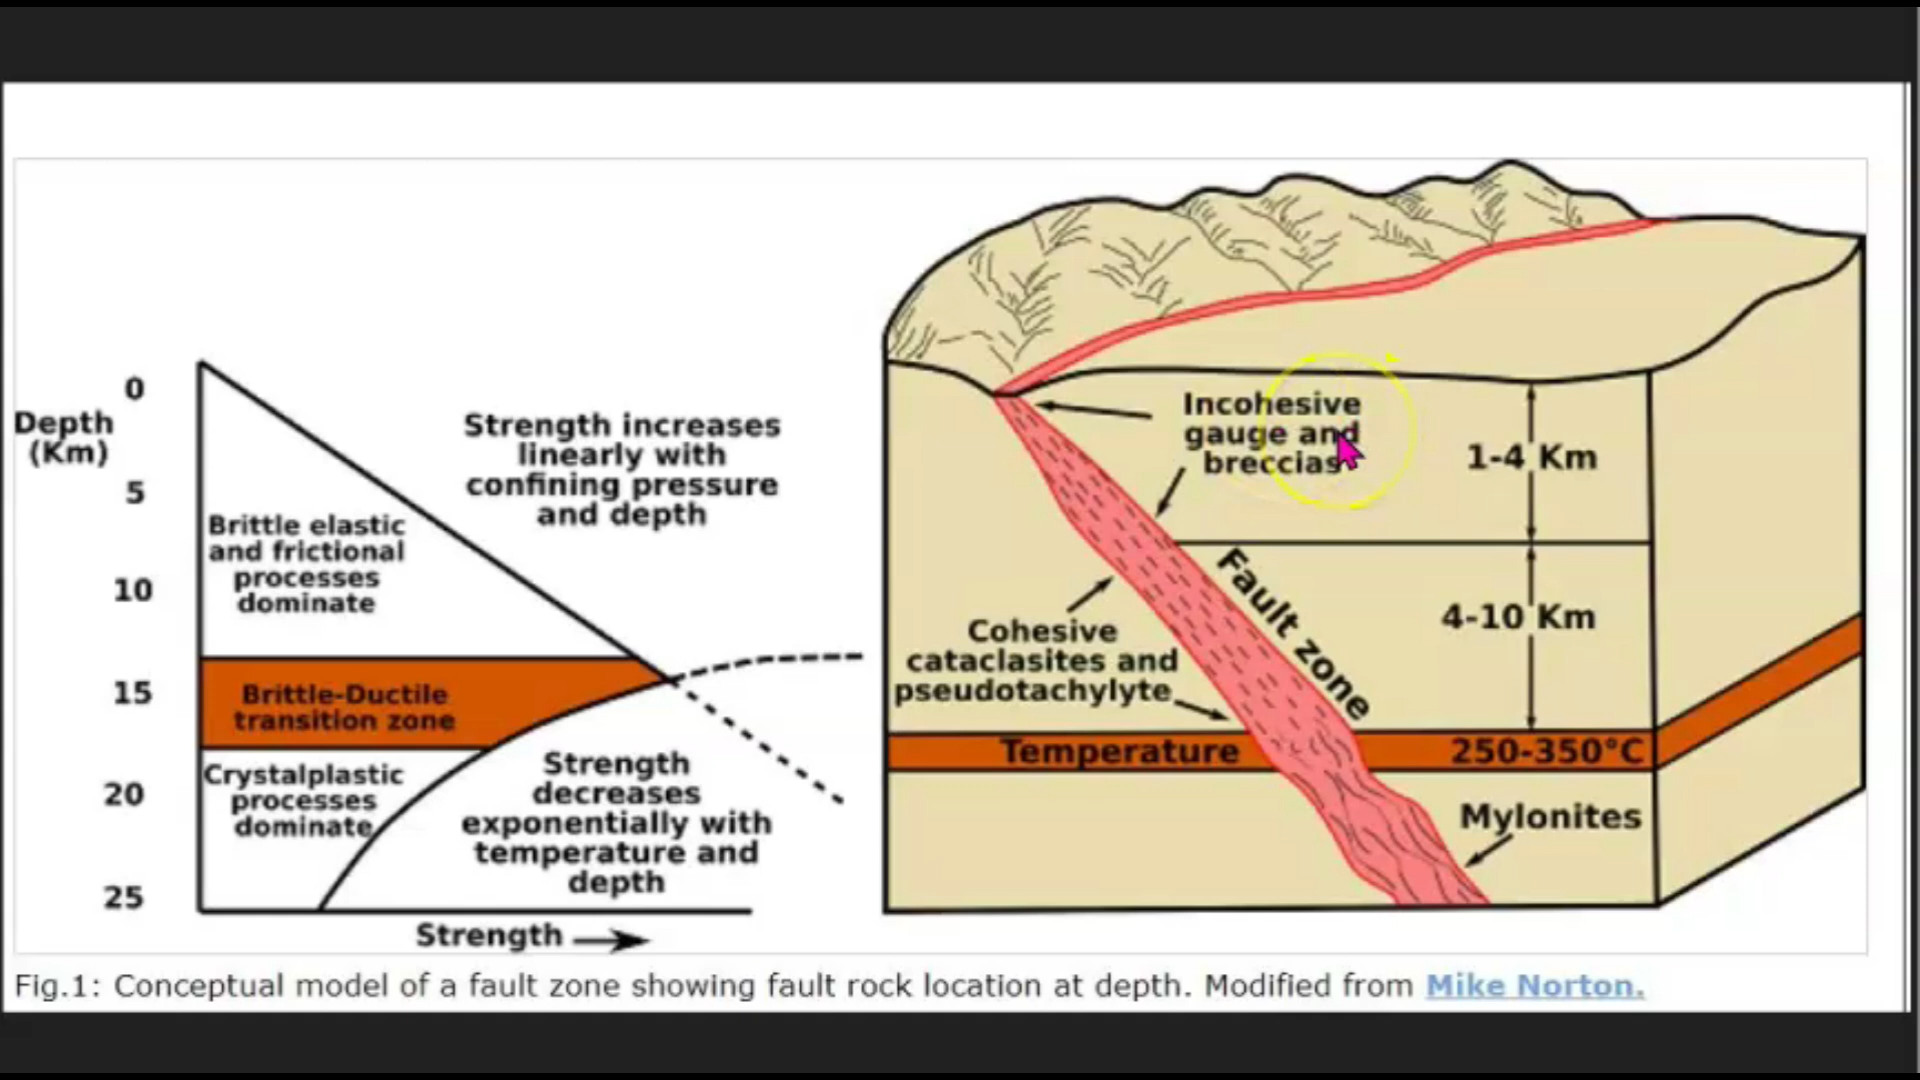 0
Depth
(Km)
5
10
15
20
25
Strength increases
linearly with
confining pressure
and depth
Brittle elastic
and frictional
processes
dominate
Brittle-Ductile
transition zone
Crystalplastic
processes
dominate
Strength
decreases
exponentially with
temperature and
depth
Strength
Incohesive
gauge and
breccias
1-4 Km
Fault zone
4-10 Km
Cohesive
cataclasites and
pseudotachylyte
Temperature
250-350°C
Mylonites
Fig.1: Conceptual model of a fault zone showing fault rock location at depth. Modified from Mike Norton.